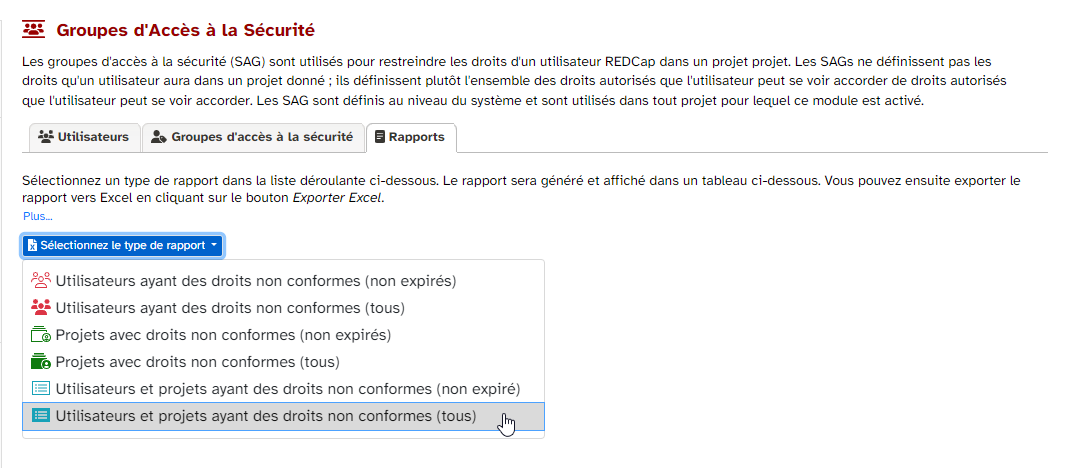 Groupes d'Accès à la Sécurité
Les groupes d'accès à la sécurité (SAG) sont utilisés pour restreindre les droits d'un utilisateur REDCap dans un projet projet. Les SAGs ne définissent pas les
droits qu'un utilisateur aura dans un projet donné ; ils définissent plutôt l'ensemble des droits autorisés que l'utilisateur peut se voir accorder de droits autorisés
que l'utilisateur peut se voir accorder. Les SAG sont définis au niveau du système et sont utilisés dans tout projet pour lequel ce module est activé.
Utilisateurs
Groupes d'accès à la sécurité
Rapports
Sélectionnez un type de rapport dans la liste déroulante ci-dessous. Le rapport sera généré et affiché dans un tableau ci-dessous. Vous pouvez ensuite exporter le
rapport vers Excel en cliquant sur le bouton Exporter Excel.
Plus...
Sélectionnez le type de rapport
Utilisateurs ayant des droits non conformes (non expirés)
Utilisateurs ayant des droits non conformes (tous)
Projets avec droits non conformes (non expirés)
Projets avec droits non conformes (tous)
Utilisateurs et projets ayant des droits non conformes (non expiré)
Utilisateurs et projets ayant des droits non conformes (tous)